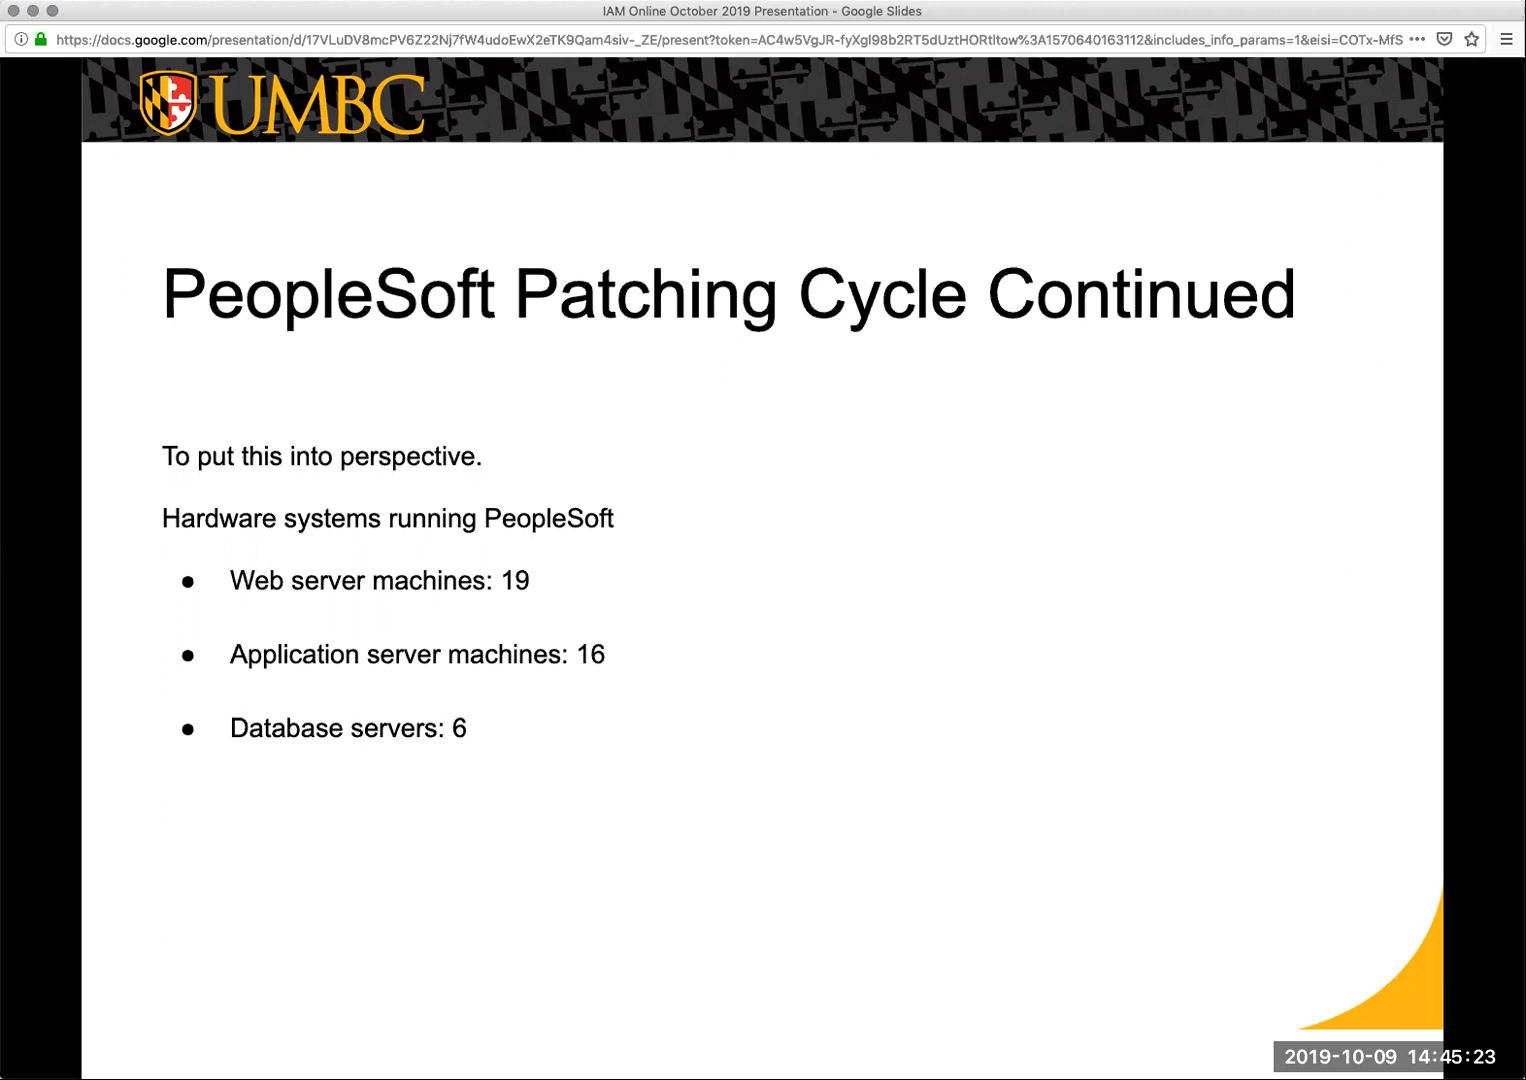 IAM Online October 2019 Presentation - Google Slides
https://docs.google.com/presentation/d/17VLuDV8mcPV6Z22Nj7fW4udoEwX2eTK9Qam4siv-_ZE/present?token=AC4w5VgJR-fyXgl98b2RT5dUztHORtltow%3A1570640163112&includes_info_params=1&eisi=COTx-MfS
UMBC
PeopleSoft Patching Cycle Continued
To put this into perspective.
Hardware systems running PeopleSoft
● Web server machines: 19
● Application server machines: 16
● Database servers: 6
2019-10-09 14:45:23